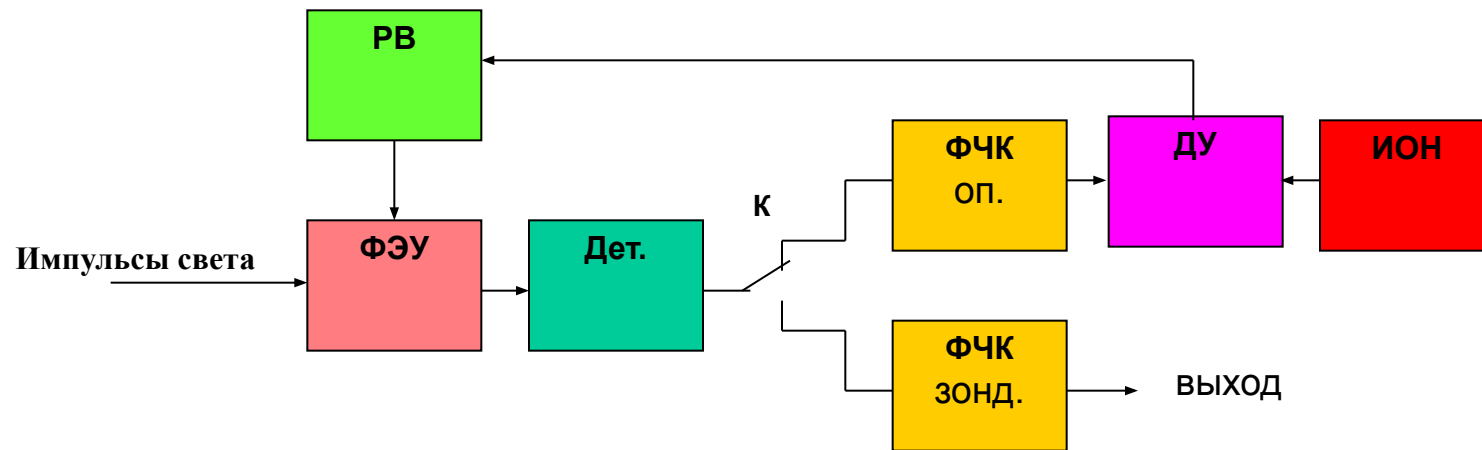 РВ
ФЧК
оп.
ДУ
ИОН
К
Импульсы света
ФЭУ
Дет.
ФЧК
зонд.
выход